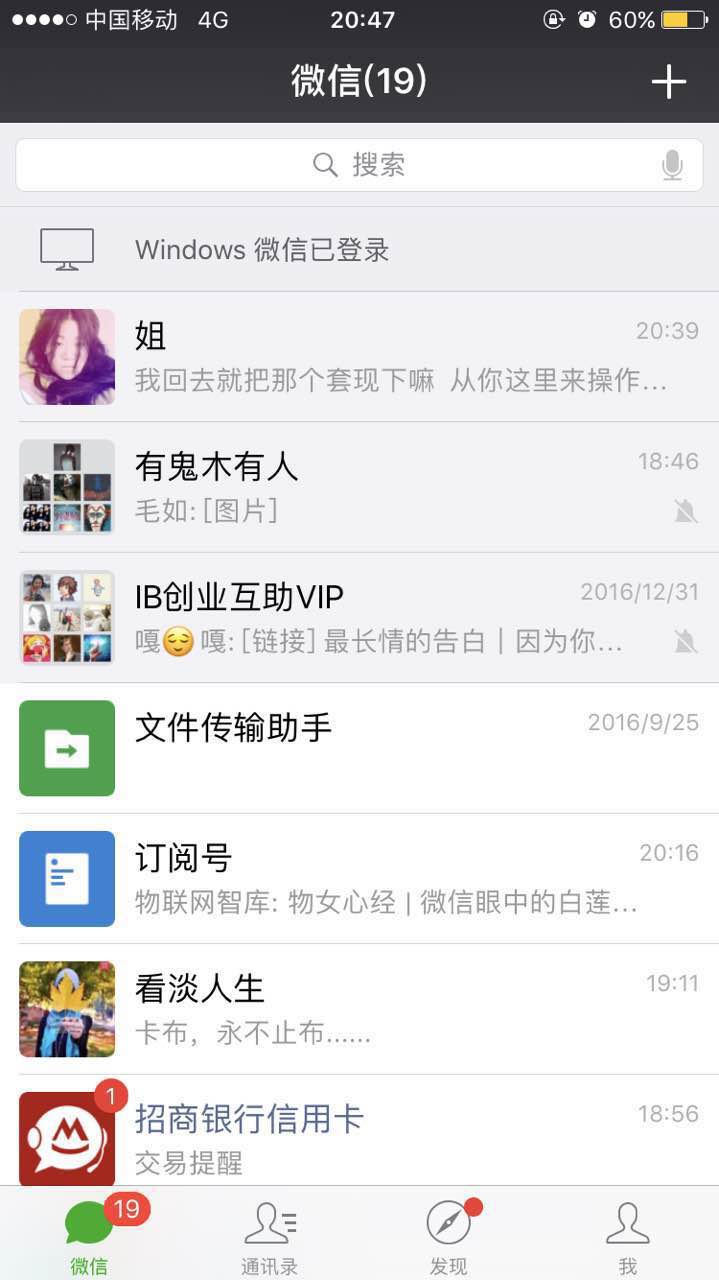 中国移动 4G 20:47 60%
微信(19)
搜索
Windows 微信已登录
姐 20:39
我回去就把那个套现下嘛 从你这里来操作...
有鬼木有人 18:46
毛如: [图片]
IB创业互助VIP 2016/12/31
嘎😌嘎: [链接] 最长情的告白｜因为你...
文件传输助手 2016/9/25
订阅号 20:16
物联网智库: 物女心经 | 微信眼中的白莲...
看淡人生 19:11
卡布，永不止布......
1
招商银行信用卡 18:56
交易提醒
19
微信 通讯录 发现 我